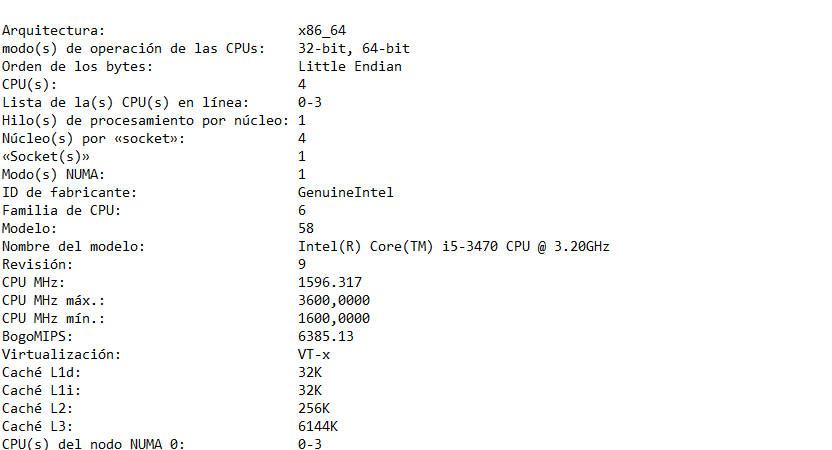 Arquitectura: x86_64
modo(s) de operación de las CPUs: 32-bit, 64-bit
Orden de los bytes: Little Endian
CPU(s): 4
Lista de la(s) CPU(s) en línea: 0-3
Hilo(s) de procesamiento por núcleo: 1
Núcleo(s) por «socket»: 4
«Socket(s)» 1
Modo(s) NUMA: 1
ID de fabricante: GenuineIntel
Familia de CPU: 6
Modelo: 58
Nombre del modelo: Intel(R) Core(TM) i5-3470 CPU @ 3.20GHz
Revisión: 9
CPU MHz: 1596.317
CPU MHz máx.: 3600,0000
CPU MHz mín.: 1600,0000
BogoMIPS: 6385.13
Virtualización: VT-x
Caché L1d: 32K
Caché L1i: 32K
Caché L2: 256K
Caché L3: 6144K
CPU(s) del nodo NUMA 0: 0-3